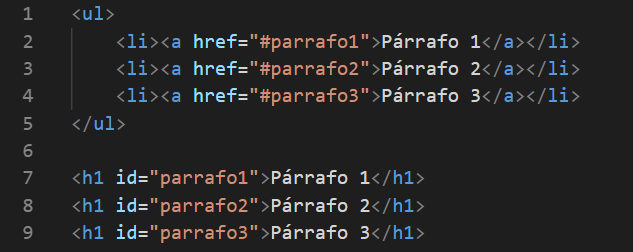 1 <ul>
2     <li><a href="#parrafo1">Párrafo 1</a></li>
3     <li><a href="#parrafo2">Párrafo 2</a></li>
4     <li><a href="#parrafo3">Párrafo 3</a></li>
5 </ul>
6
7 <h1 id="parrafo1">Párrafo 1</h1>
8 <h1 id="parrafo2">Párrafo 2</h1>
9 <h1 id="parrafo3">Párrafo 3</h1>